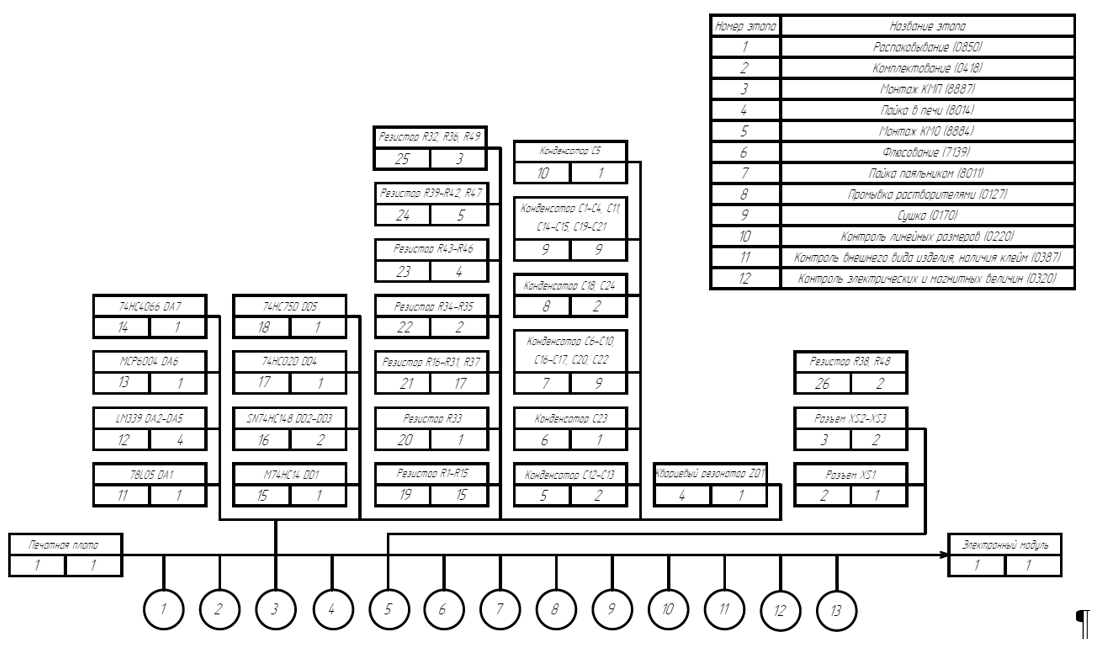 Номер этапа Название этапа
1 Распаковывание (0850)
2 Комплектование (0418)
3 Монтаж КМП (8887)
4 Пайка в печи (8014)
5 Монтаж КМО (8884)
6 Флюсование (7139)
7 Пайка паяльником (8011)
8 Промывка растворителями (0127)
9 Сушка (0170)
10 Контроль линейных размеров (0220)
11 Контроль внешнего вида изделия, наличия клейм (0387)
12 Контроль электрических и магнитных величин (0320)
74HC4066 DA7
14 1
MCP6004 DA6
13 1
LM339 DA2-DA5
12 4
78L05 DA1
11 1
74HC75D DD5
18 1
74HC02D DD4
17 1
SN74HC148 DD2-DD3
16 2
M74HC14 DD1
15 1
Резистор R32, R36, R49
25 3
Резистор R39-R42, R47
24 5
Резистор R43-R46
23 4
Резистор R34-R35
22 2
Резистор R16-R31, R37
21 17
Резистор R33
20 1
Резистор R1-R15
19 15
Конденсатор C5
10 1
Конденсатор C1-C4, C11,
C14-C15, C19-C21
9 9
Конденсатор C18, C24
8 2
Конденсатор C6-C10,
C16-C17, C20, C22
7 9
Конденсатор C23
6 1
Конденсатор C12-C13
5 2
Кварцевый резонатор ZQ1
4 1
Резистор R38, R48
26 2
Разъем XS2-XS3
3 2
Разъем XS1
2 1
Печатная плата
1 1
Электронный модуль
1 1
1 2 3 4 5 6 7 8 9 10 11 12 13
¶